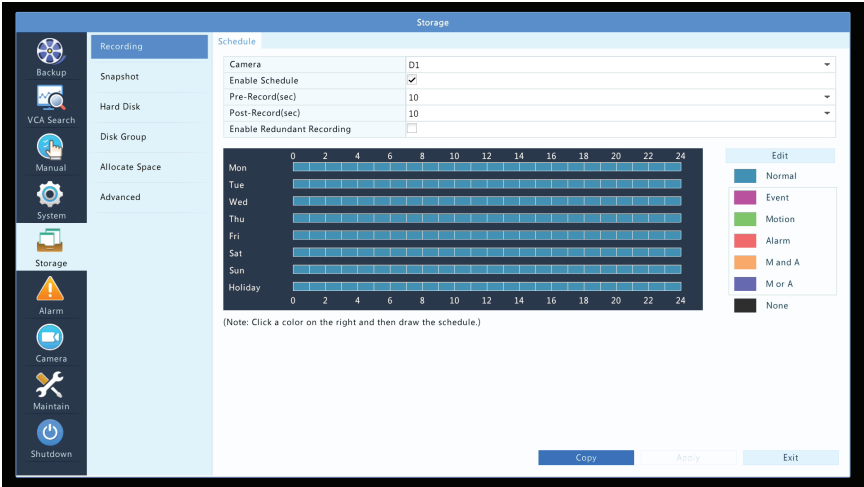 Storage
Backup
VCA Search
Manual
System
Storage
Alarm
Camera
Maintain
Shutdown
Recording
Snapshot
Hard Disk
Disk Group
Allocate Space
Advanced
Schedule
Camera D1
Enable Schedule
Pre-Record(sec) 10
Post-Record(sec) 10
Enable Redundant Recording
0 2 4 6 8 10 12 14 16 18 20 22 24
Mon
Tue
Wed
Thu
Fri
Sat
Sun
Holiday
0 2 4 6 8 10 12 14 16 18 20 22 24
Edit
Normal
Event
Motion
Alarm
M and A
M or A
None
(Note: Click a color on the right and then draw the schedule.)
Copy Apply Exit